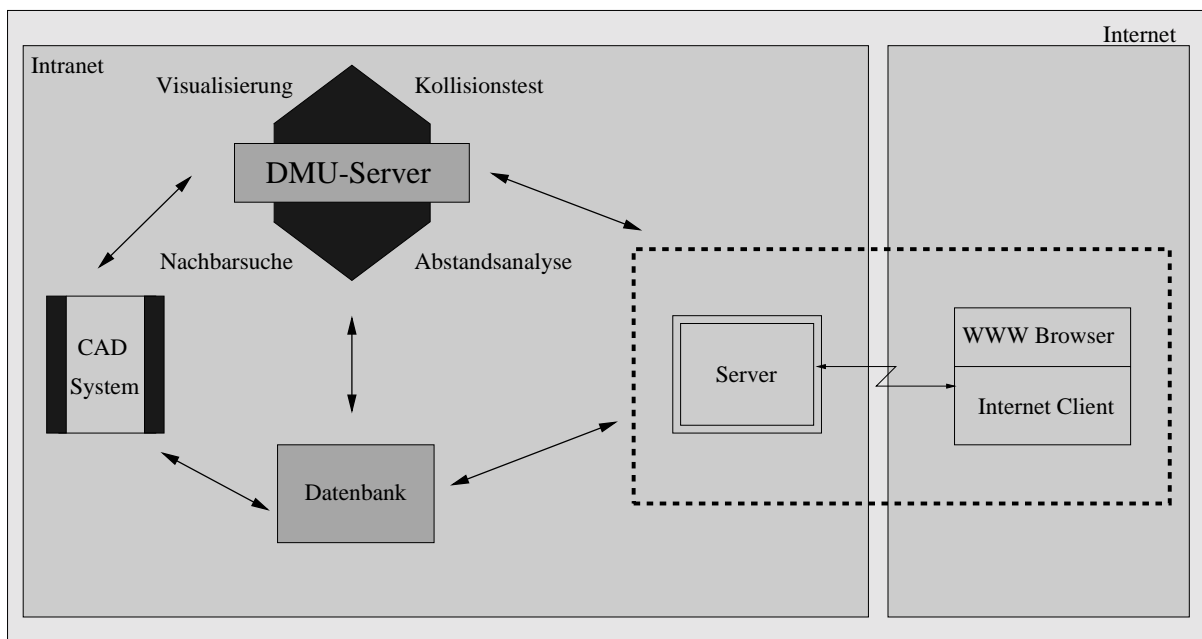 Internet
Intranet
Visualisierung
Kollisionstest
DMU-Server
Nachbarsuche
Abstandsanalyse
CAD
System
Server
WWW Browser
Internet Client
Datenbank